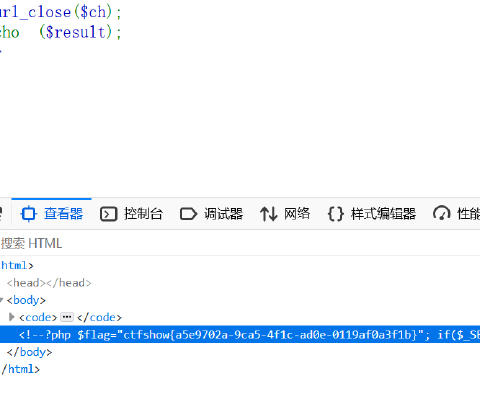 url_close($ch);
cho ($result);
查看器 控制台 调试器 网络 样式编辑器 性能
搜索 HTML
html>
<head></head>
<body>
<code> ⋯ </code>
<!--?php $flag="ctfshow{a5e9702a-9ca5-4f1c-ad0e-0119af0a3f1b}"; if($_SE
</body>
/html>